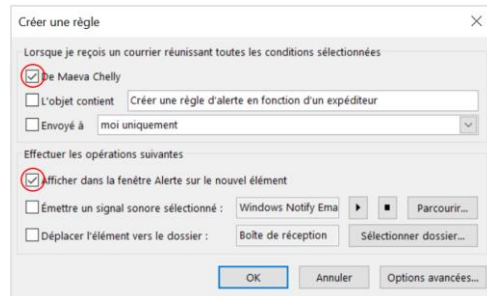 Créer une règle
Lorsque je reçois un courrier réunissant toutes les conditions sélectionnées
De Maeva Chelly
L'objet contient Créer une règle d'alerte en fonction d'un expéditeur
Envoyé à moi uniquement
Effectuer les opérations suivantes
Afficher dans la fenêtre Alerte sur le nouvel élément
Émettre un signal sonore sélectionné : Windows Notify Ema Parcourir...
Déplacer l'élément vers le dossier : Boîte de réception Sélectionner dossier...
OK Annuler Options avancées...